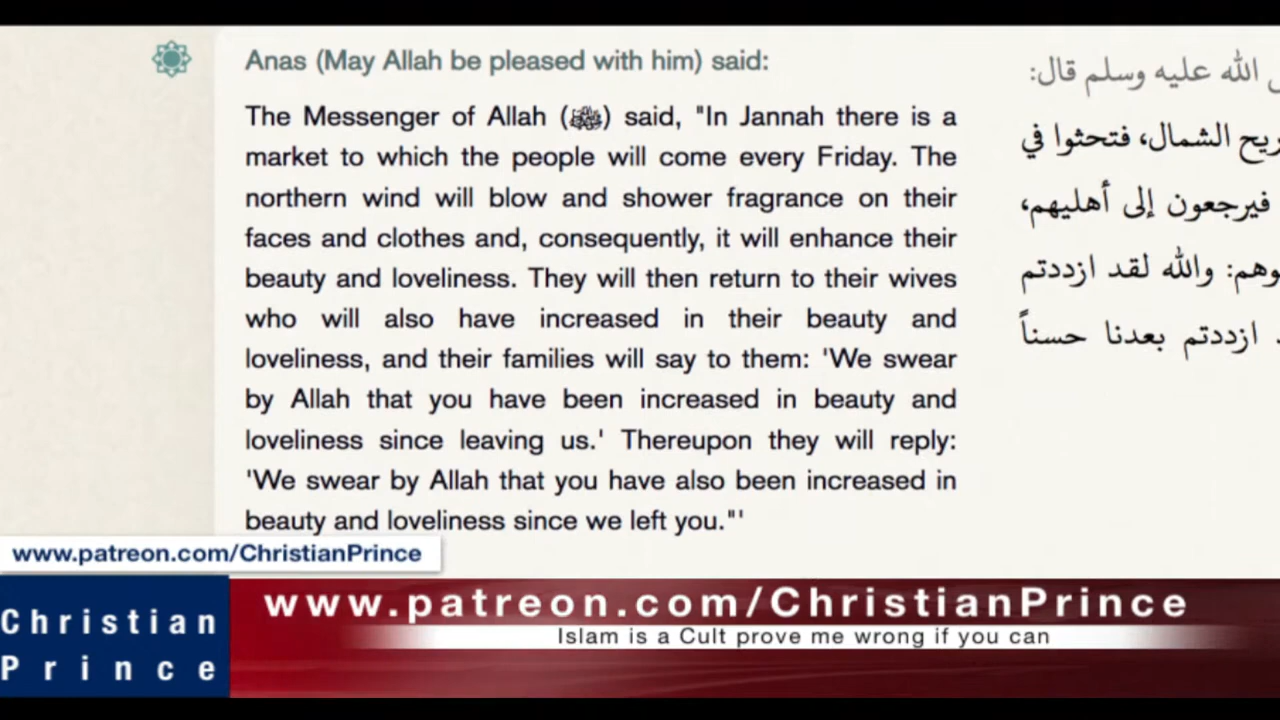 Anas (May Allah be pleased with him) said:
The Messenger of Allah (ﷺ) said, "In Jannah there is a
market to which the people will come every Friday. The
northern wind will blow and shower fragrance on their
faces and clothes and, consequently, it will enhance their
beauty and loveliness. They will then return to their wives
who will also have increased in their beauty and
loveliness, and their families will say to them: 'We swear
by Allah that you have been increased in beauty and
loveliness since leaving us.' Thereupon they will reply:
'We swear by Allah that you have also been increased in
beauty and loveliness since we left you."'
الله عليه وسلم قال:
ريح الشمال، فتحثوا في
فيرجعون إلى أهليهم،
والله لقد ازددتم
ازددتم بعدنا حسناً
www.patreon.com/ChristianPrince
Christian
Prince
www.patreon.com/ChristianPrince
Islam is a Cult prove me wrong if you can